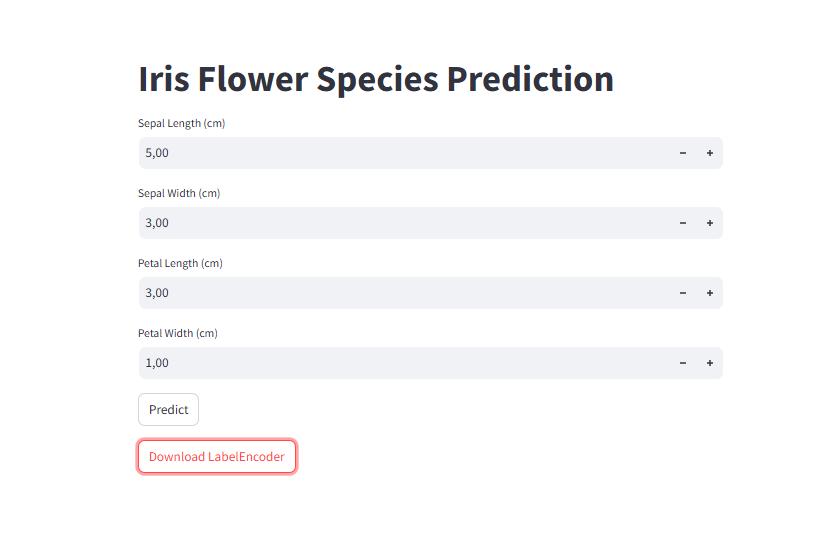 Iris Flower Species Prediction
Sepal Length (cm)
5,00
Sepal Width (cm)
3,00
Petal Length (cm)
3,00
Petal Width (cm)
1,00
Predict
Download LabelEncoder